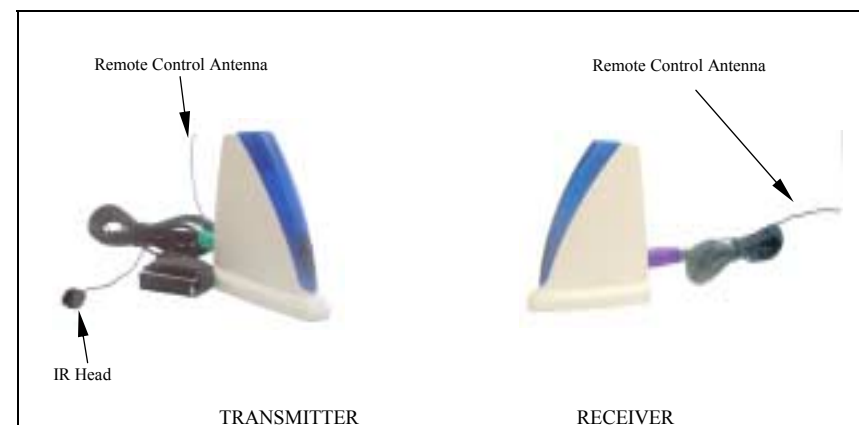 Remote Control Antenna
Remote Control Antenna
IR Head
TRANSMITTER
RECEIVER